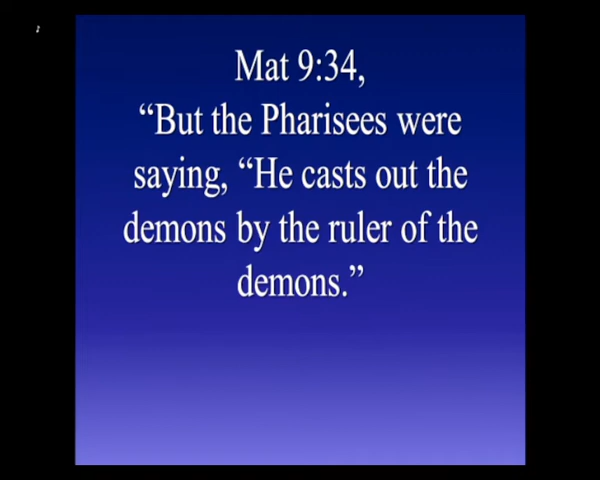 Mat 9:34,
“But the Pharisees were
saying, “He casts out the
demons by the ruler of the
demons.”